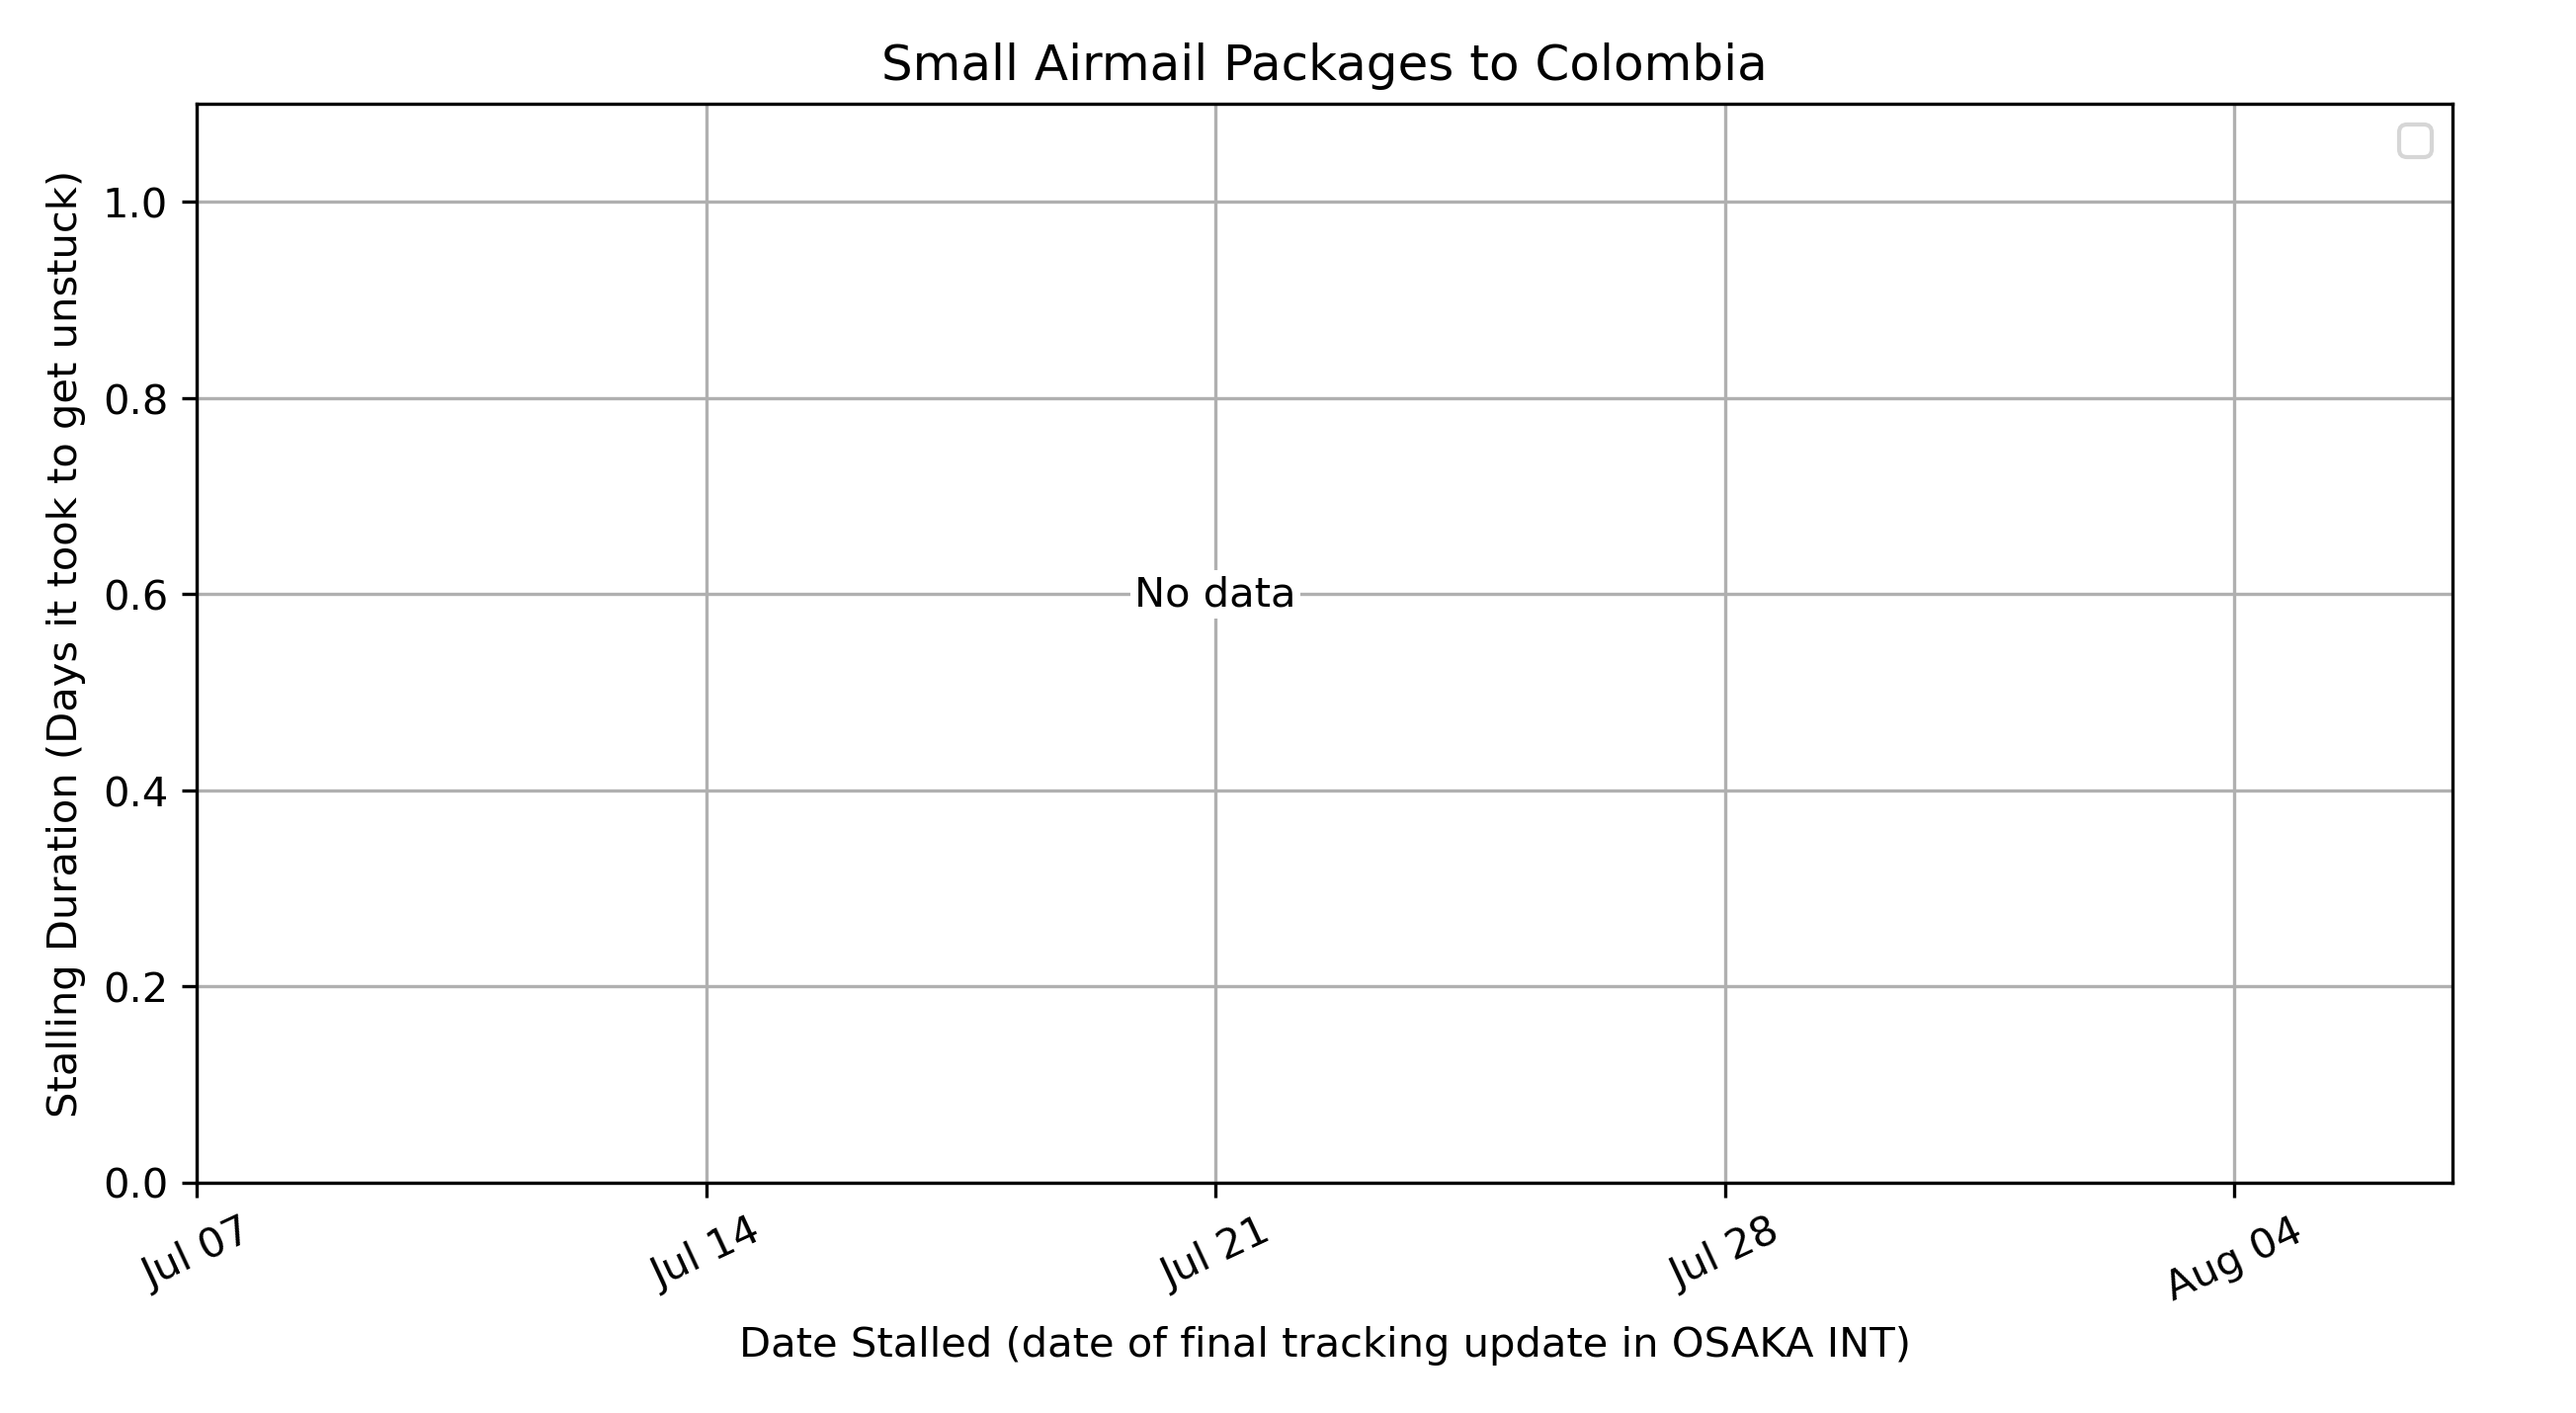 Small Airmail Packages to Colombia
Stalling Duration (Days it took to get unstuck)
1.0
0.8
0.6
0.4
0.2
0.0
No data
Jul 07
Jul 14
Jul 21
Jul 28
Aug 04
Date Stalled (date of final tracking update in OSAKA INT)